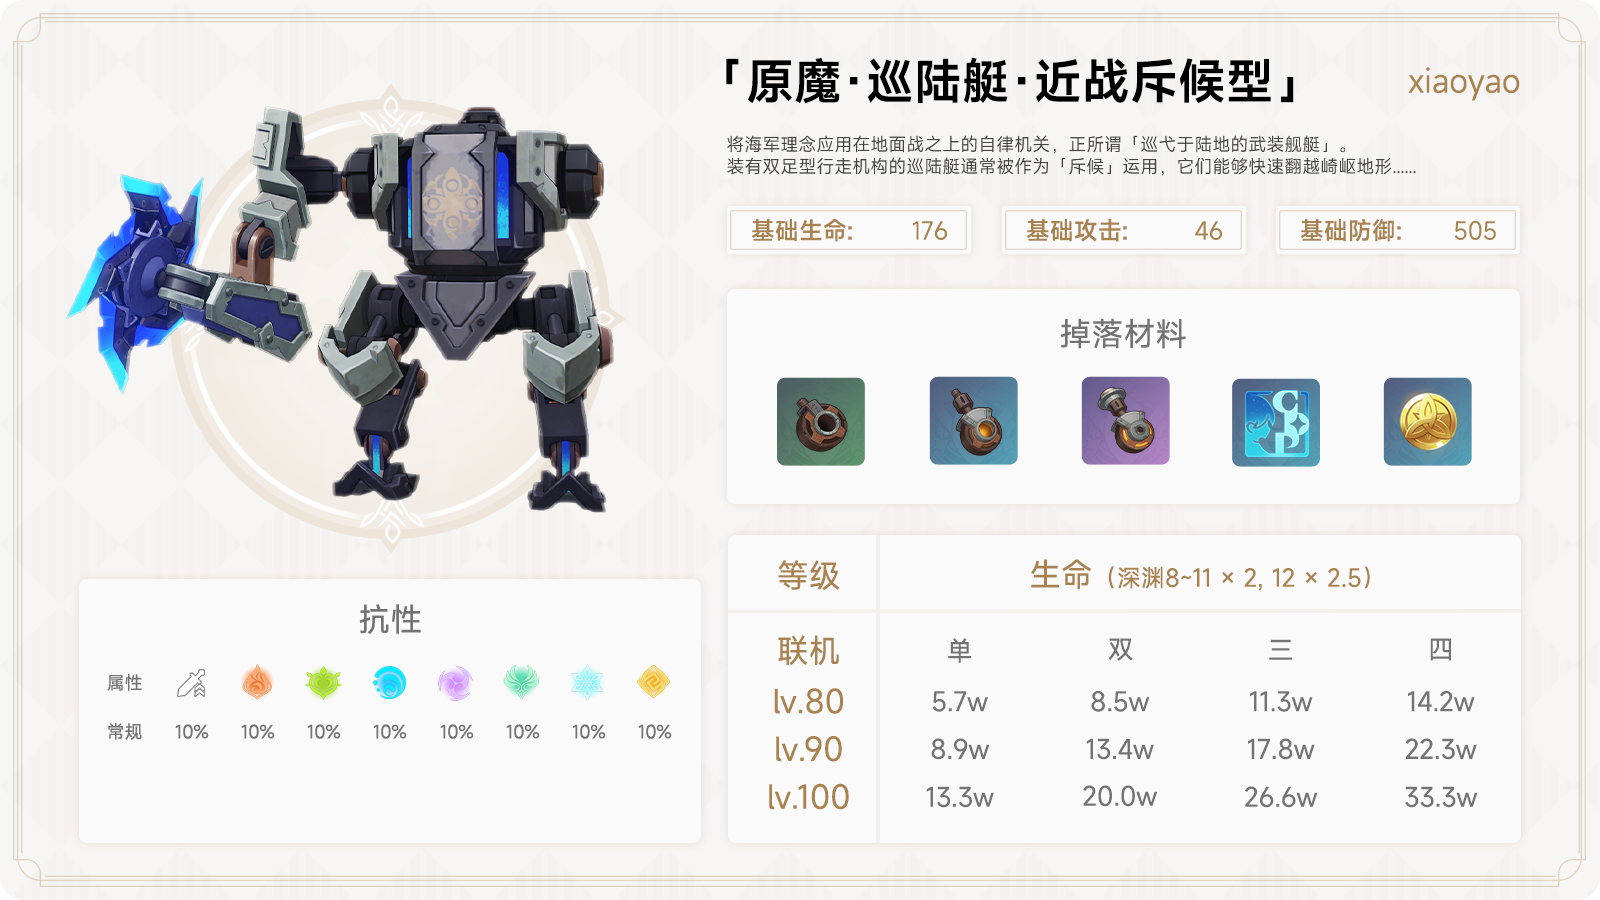 「原魔·巡陆艇·近战斥候型」
xiaoyao
将海军理念应用在地面战之上的自律机关，正所谓「巡弋于陆地的武装舰艇」。
装有双足型行走机构的巡陆艇通常被作为「斥候」运用，它们能够快速翻越崎岖地形......
基础生命: 176 基础攻击: 46 基础防御: 505
掉落材料
抗性
属性
常规 10% 10% 10% 10% 10% 10% 10% 10%
等级 生命（深渊8~11 × 2, 12 × 2.5）
联机 单 双 三 四
lv.80 5.7w 8.5w 11.3w 14.2w
lv.90 8.9w 13.4w 17.8w 22.3w
lv.100 13.3w 20.0w 26.6w 33.3w